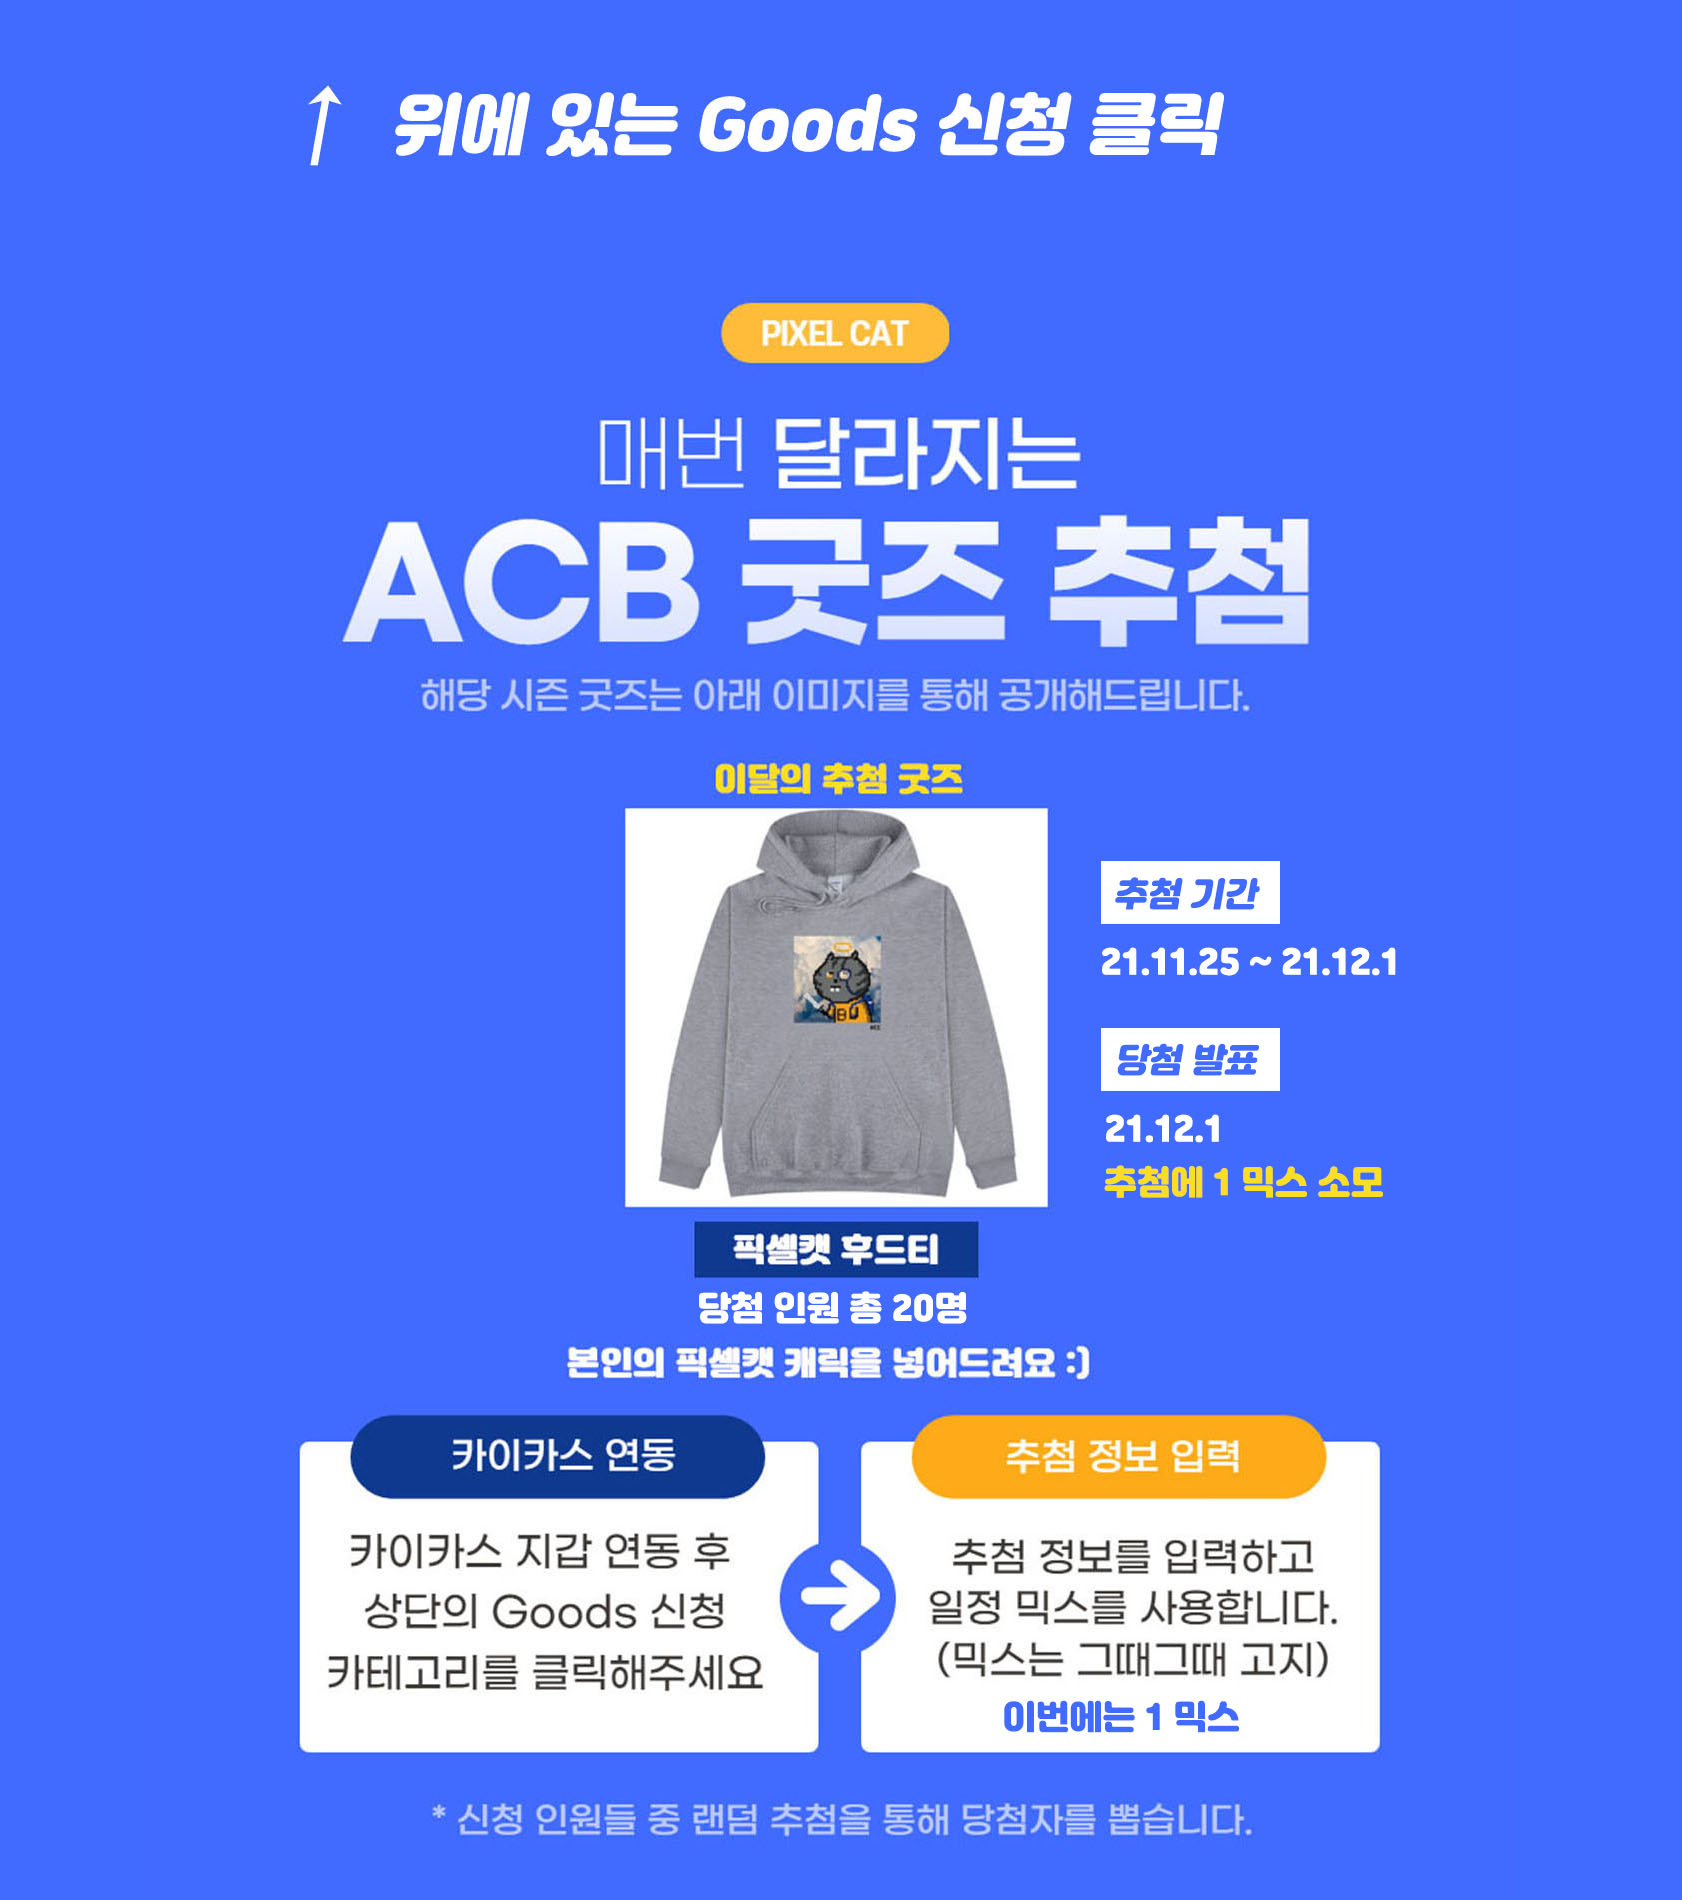 ↑ 위에 있는 Goods 신청 클릭
PIXEL CAT
매번 달라지는
ACB 굿즈 추첨
해당 시즌 굿즈는 아래 이미지를 통해 공개해드립니다.
이달의 추첨 굿즈
B
추첨 기간
21.11.25 ~ 21.12.1
당첨 발표
21.12.1
추첨에 1 믹스 소모
픽셀캣 후드티
당첨 인원 총 20명
본인의 픽셀캣 캐릭을 넣어드려요 :)
카이카스 연동
카이카스 지갑 연동 후
상단의 Goods 신청
카테고리를 클릭해주세요
추첨 정보 입력
추첨 정보를 입력하고
일정 믹스를 사용합니다.
(믹스는 그때그때 고지)
이번에는 1 믹스
* 신청 인원들 중 랜덤 추첨을 통해 당첨자를 뽑습니다.